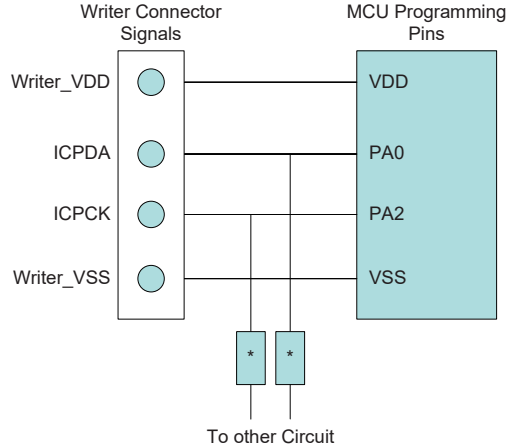 Writer Connector
Signals
MCU Programming
Pins
Writer_VDD
VDD
ICPDA
PA0
ICPCK
PA2
Writer_VSS
VSS
*
*
To other Circuit